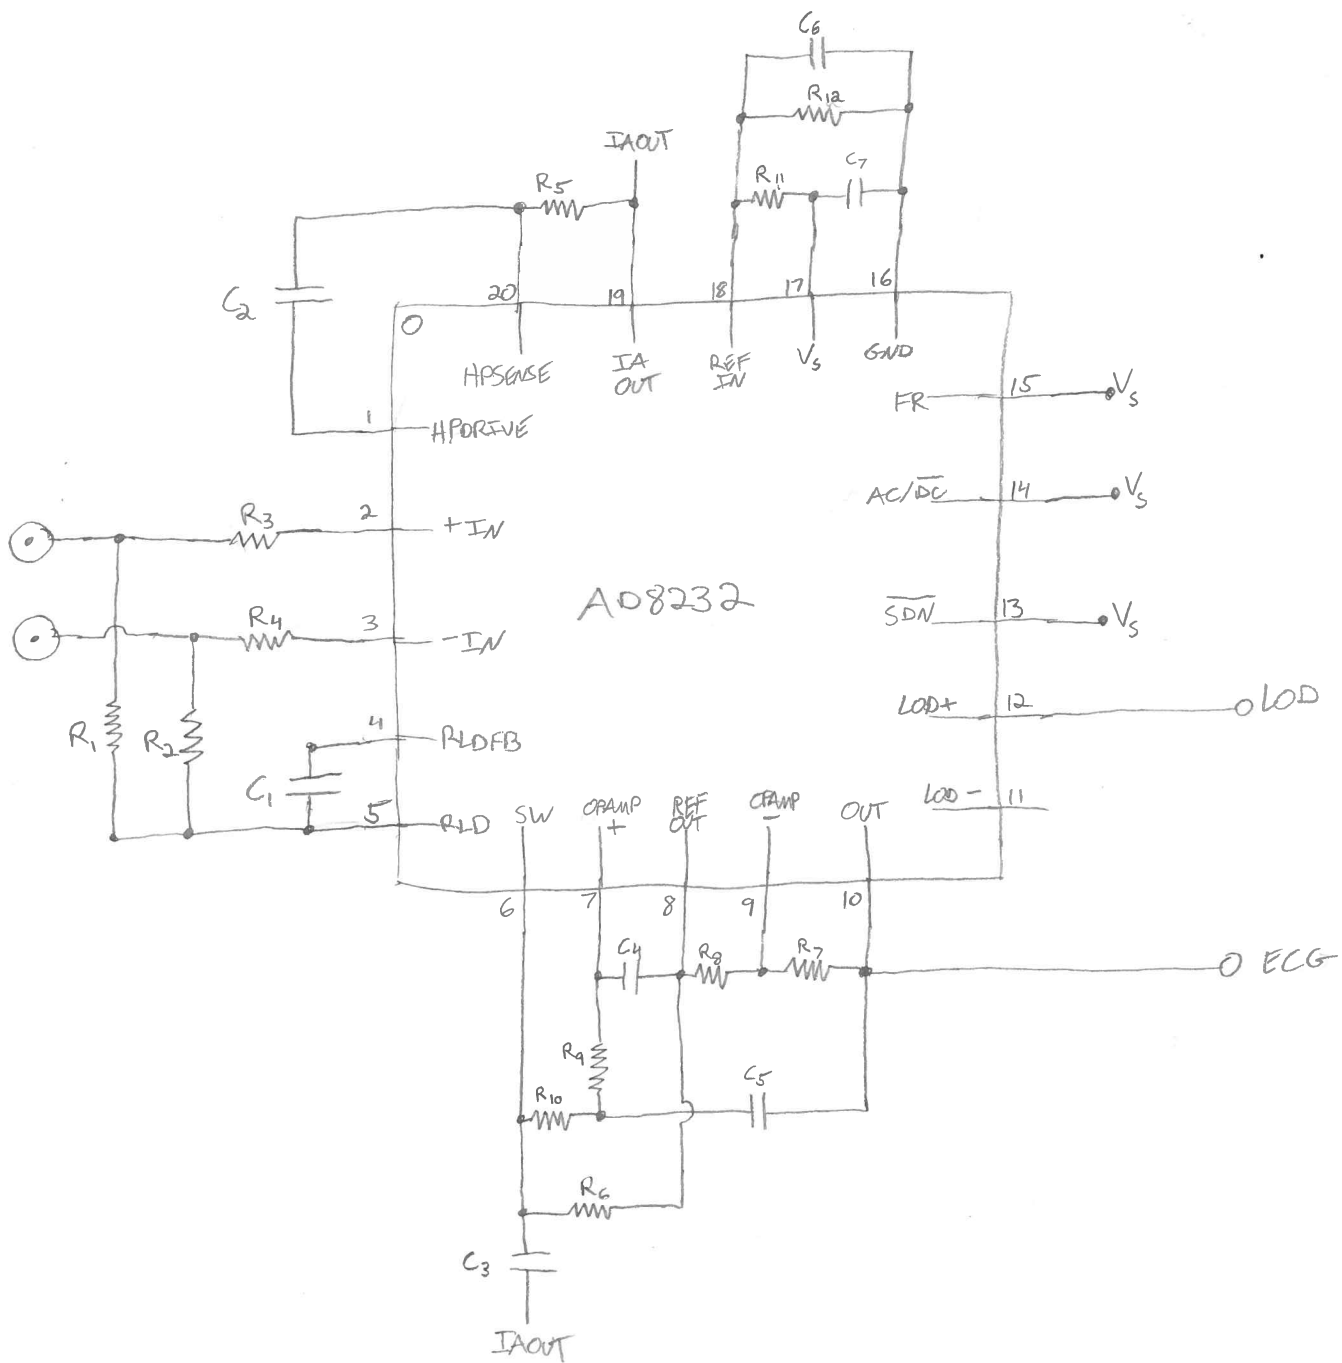 C6
R12
IAOUT
R5
R11
C7
C2
20
19
18
17
16
O
HPSENSE
IA
OUT
REF
IN
Vs
GND
FR
15
Vs
1
HPDRIVE
AC/D̅C̅
14
Vs
R3
2
+IN
AD8232
S̅D̅N̅
13
Vs
R4
3
-IN
LOD+
12
LOD
R1
R2
4
RLDFB
C1
5
RLD
SW
OPAMP
+
REF
OUT
OPAMP
-
OUT
LOD-
11
6
7
8
9
10
C4
R8
R7
ECG
R9
R10
C5
R6
C3
IAOUT